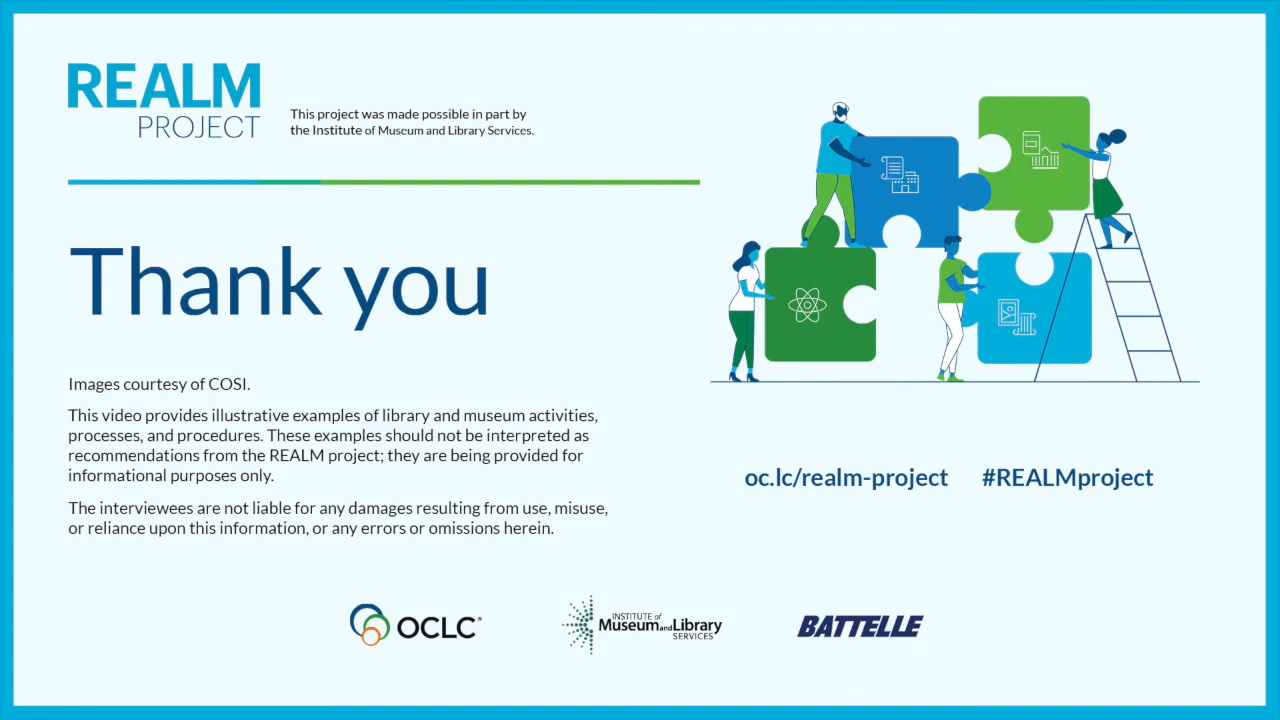 REALM
PROJECT
This project was made possible in part by
the Institute of Museum and Library Services.
Thank you
Images courtesy of COSI.
This video provides illustrative examples of library and museum activities,
processes, and procedures. These examples should not be interpreted as
recommendations from the REALM project; they are being provided for
informational purposes only.
The interviewees are not liable for any damages resulting from use, misuse,
or reliance upon this information, or any errors or omissions herein.
oc.lc/realm-project #REALMproject
OCLC®
INSTITUTE of
Museum and Library
SERVICES
BATTELLE